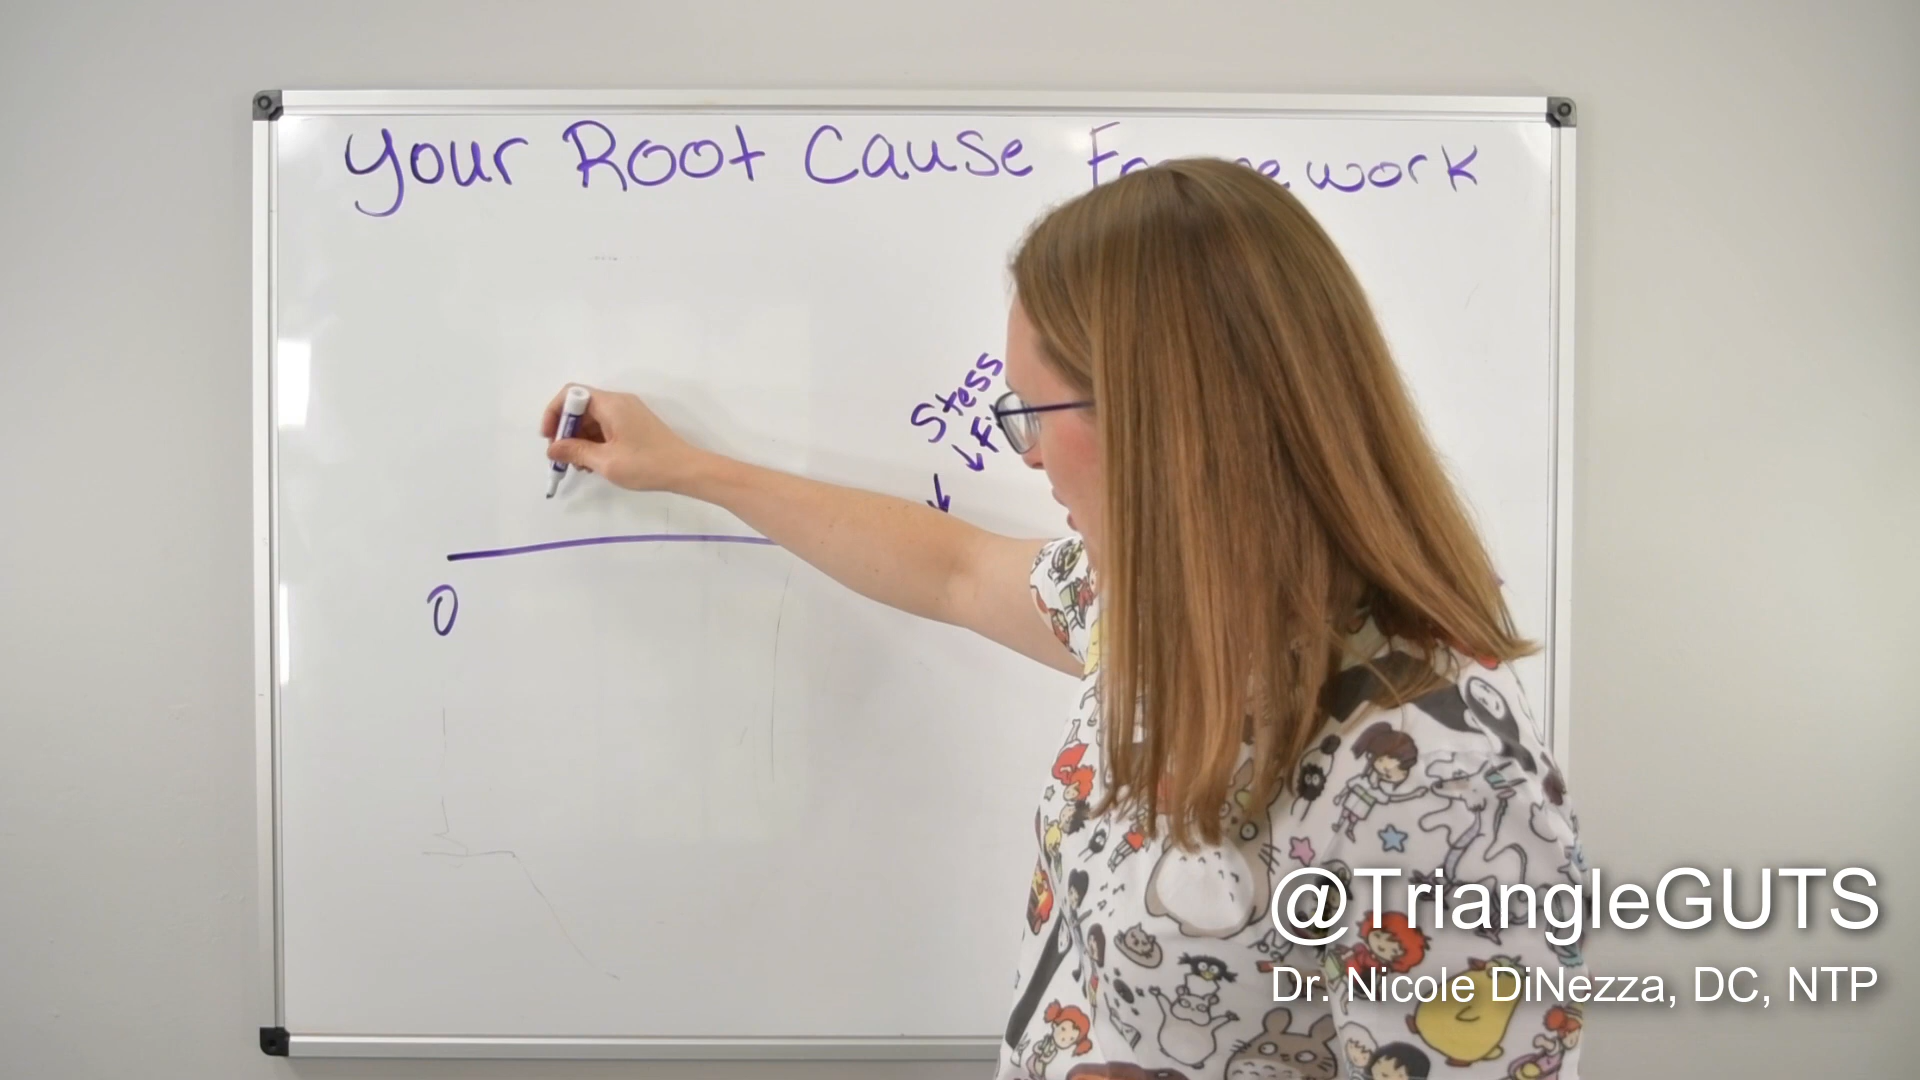 Your Root Cause
work
Stess
0
@TriangleGUTS
Dr. Nicole DiNezza, DC, NTP